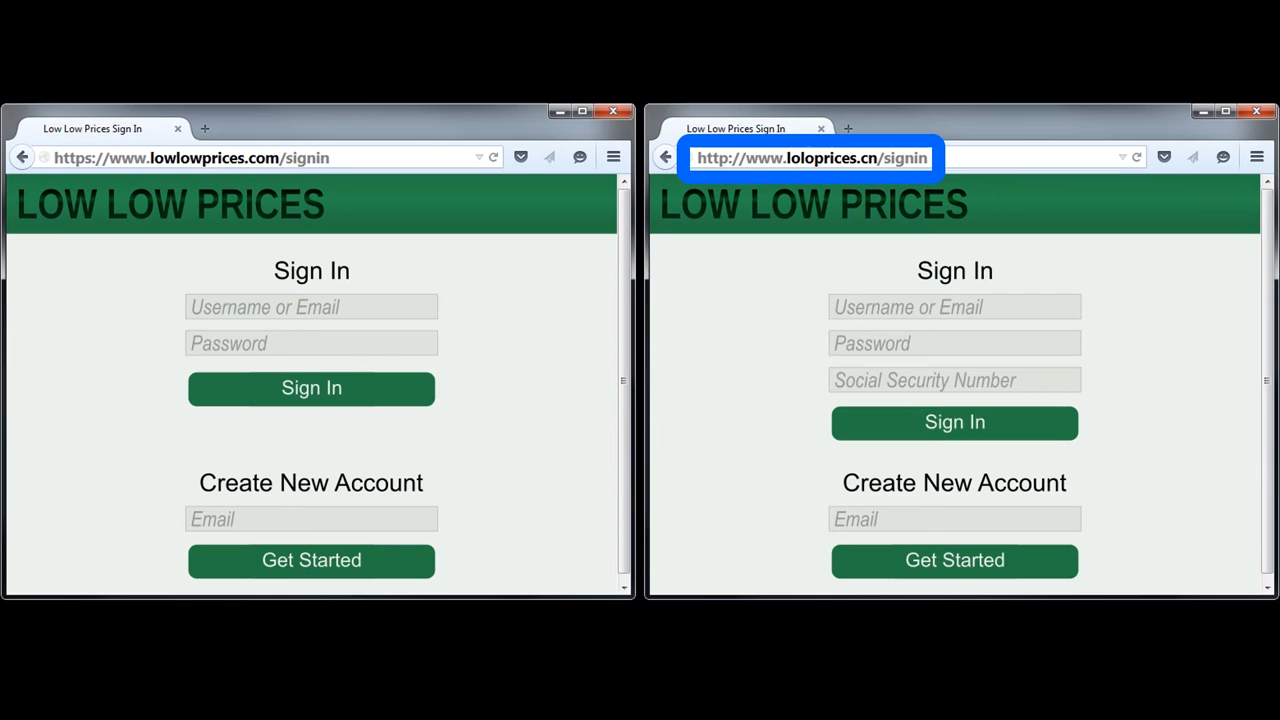 Low Low Prices Sign In
https://www.lowlowprices.com/signin
LOW LOW PRICES
Sign In
Username or Email
Password
Sign In
Create New Account
Email
Get Started
Low Low Prices Sign In
http://www.loloprices.cn/signin
LOW LOW PRICES
Sign In
Username or Email
Password
Social Security Number
Sign In
Create New Account
Email
Get Started